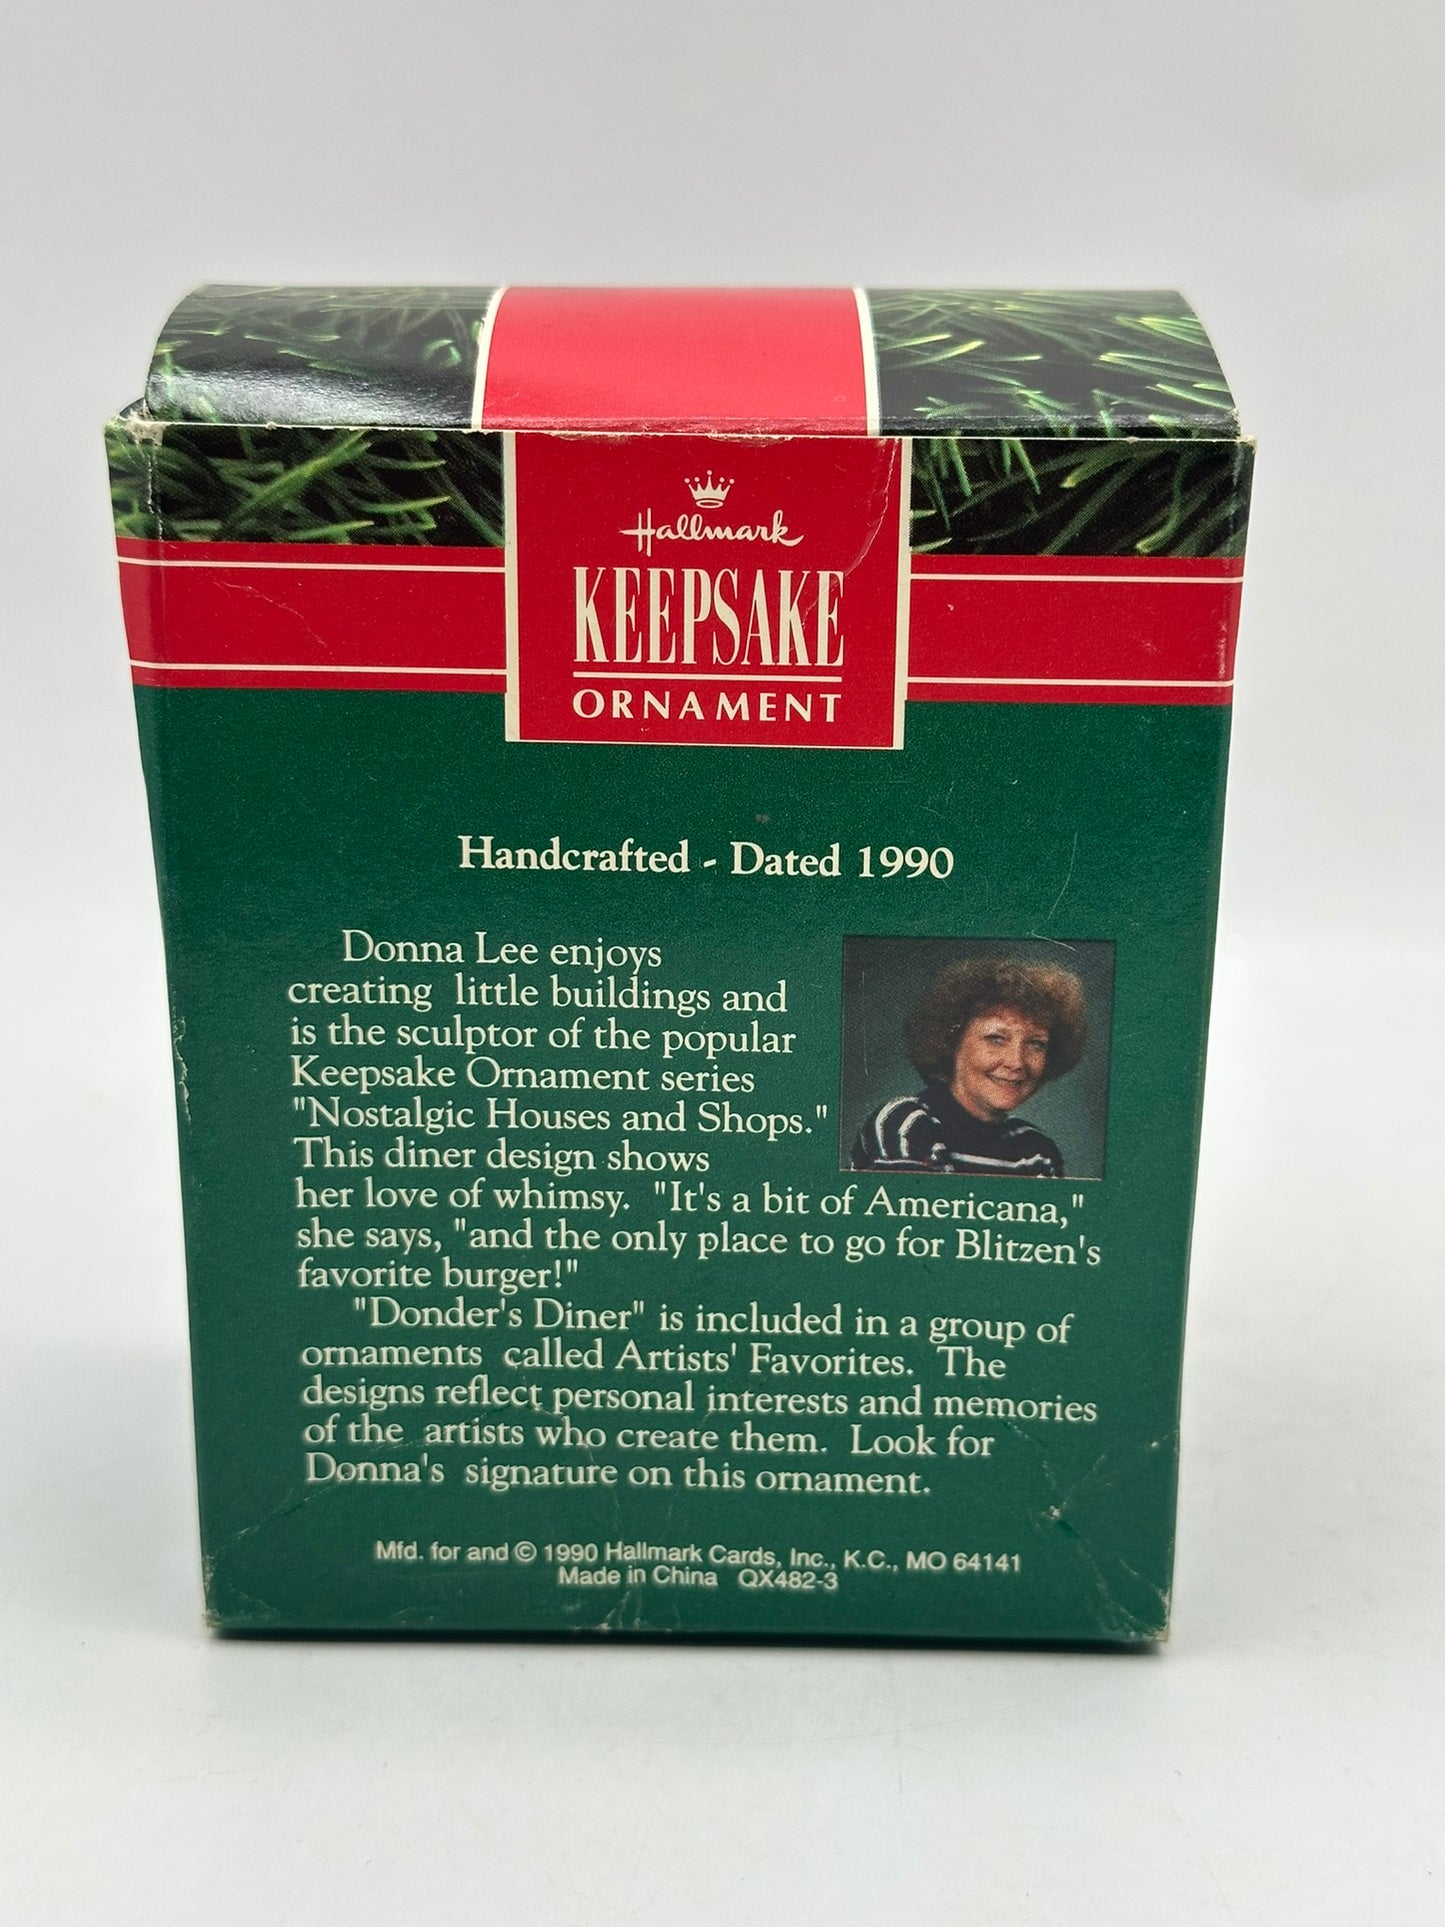 Hallmark
KEEPSAKE
ORNAMENT
Handcrafted - Dated 1990
Donna Lee enjoys
creating little buildings and
is the sculptor of the popular
Keepsake Ornament series
"Nostalgic Houses and Shops."
This diner design shows
her love of whimsy. "It's a bit of Americana,"
she says, "and the only place to go for Blitzen's
favorite burger!"
"Donder's Diner" is included in a group of
ornaments called Artists' Favorites. The
designs reflect personal interests and memories
of the artists who create them. Look for
Donna's signature on this ornament.
Mfd. for and © 1990 Hallmark Cards, Inc., K.C., MO 64141
Made in China QX482-3